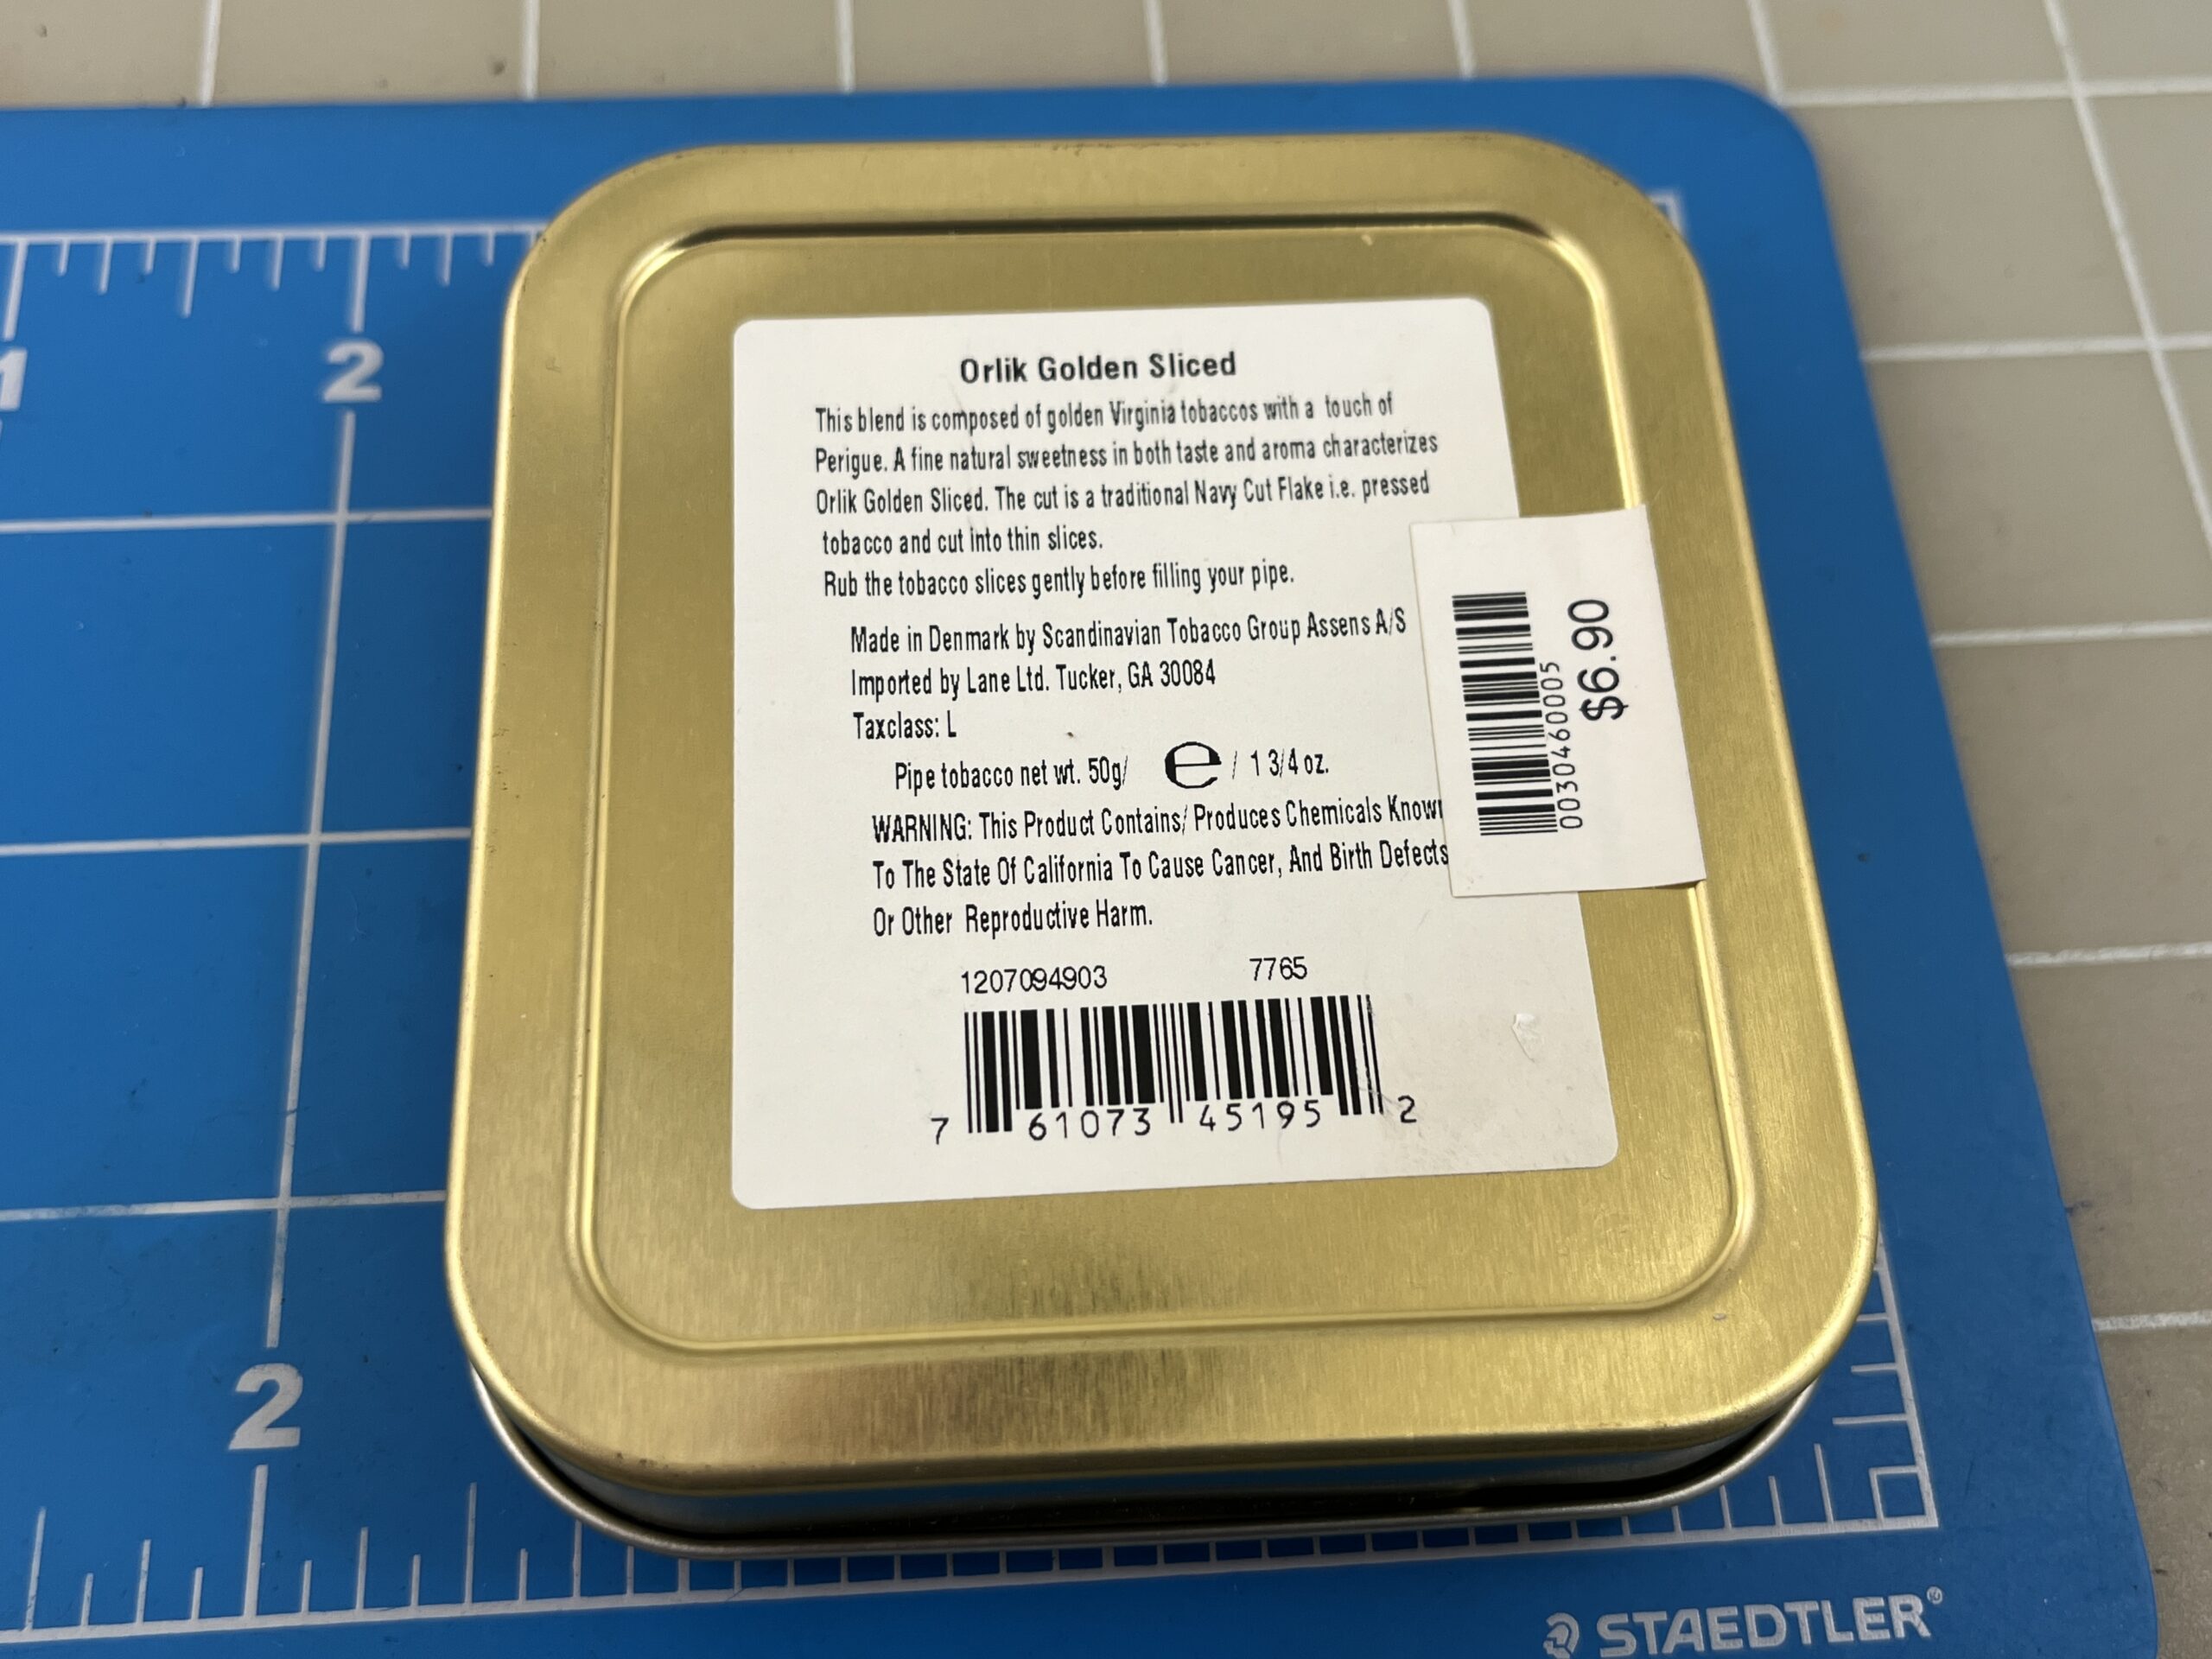 1
2
Orlik Golden Sliced
This blend is composed of golden Virginia tobaccos with a touch of
Perigue. A fine natural sweetness in both taste and aroma characterizes
Orlik Golden Sliced. The cut is a traditional Navy Cut Flake i.e. pressed
tobacco and cut into thin slices.
Rub the tobacco slices gently before filling your pipe.
Made in Denmark by Scandinavian Tobacco Group Assens A/S
Imported by Lane Ltd. Tucker, GA 30084
Taxclass: L
Pipe tobacco net wt. 50g/ e / 1 3/4 oz.
WARNING: This Product Contains/ Produces Chemicals Known
To The State Of California To Cause Cancer, And Birth Defects
Or Other Reproductive Harm.
1207094903 7765
7 61073 45195 2
0030460005
$6.90
2
STAEDTLER®